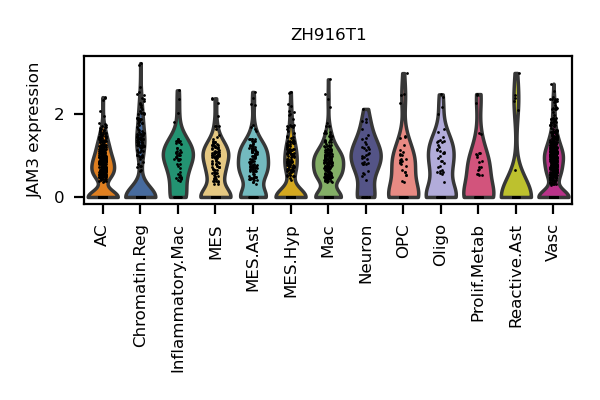 ZH916T1
JAM3 expression
2
0
AC
Chromatin.Reg
Inflammatory.Mac
MES
MES.Ast
MES.Hyp
Mac
Neuron
OPC
Oligo
Prolif.Metab
Reactive.Ast
Vasc